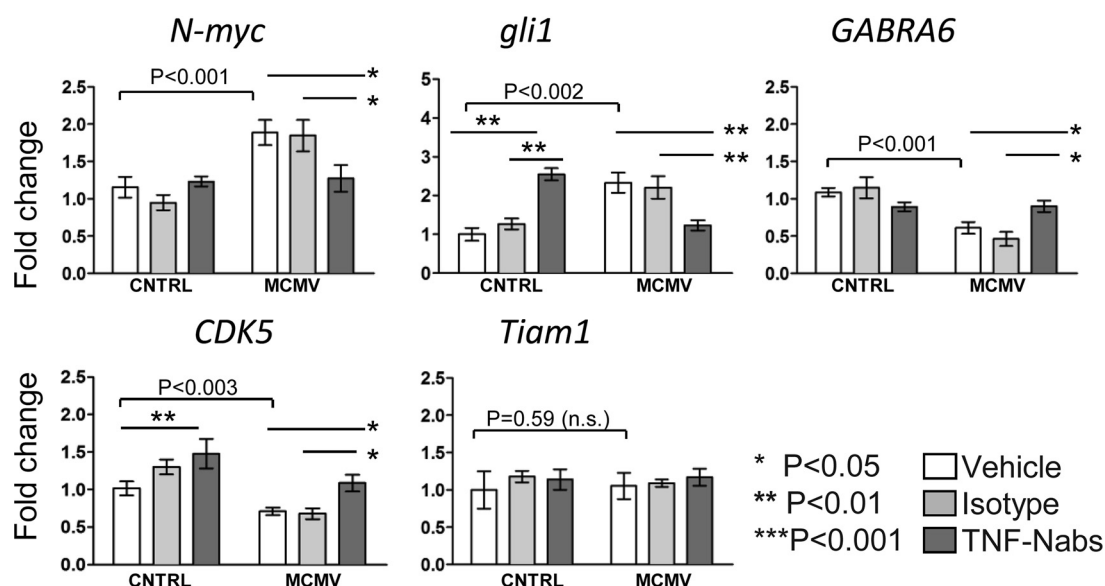 N-myc
gli1
GABRA6
Fold change
2.5
2.0
1.5
1.0
0.5
0.0
P<0.001
*
*
CNTRL
MCMV
5
4
3
2
1
0
P<0.002
**
**
**
**
CNTRL
MCMV
2.5
2.0
1.5
1.0
0.5
0.0
P<0.001
*
*
CNTRL
MCMV
CDK5
Tiam1
Fold change
2.5
2.0
1.5
1.0
0.5
0.0
P<0.003
**
*
*
CNTRL
MCMV
2.5
2.0
1.5
1.0
0.5
0.0
P=0.59 (n.s.)
CNTRL
MCMV
* P<0.05
** P<0.01
***P<0.001
Vehicle
Isotype
TNF-Nabs